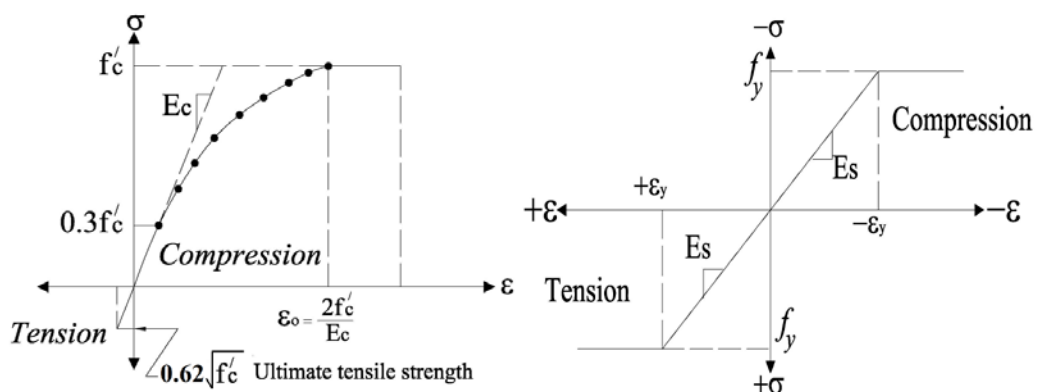 σ
f′c
Ec
0.3f′c
Compression
ε
Tension
εo = 2f′c/Ec
0.62√f′c Ultimate tensile strength
−σ
fy
Compression
Es
+εy
+ε
−ε
−εy
Es
Tension
fy
+σ